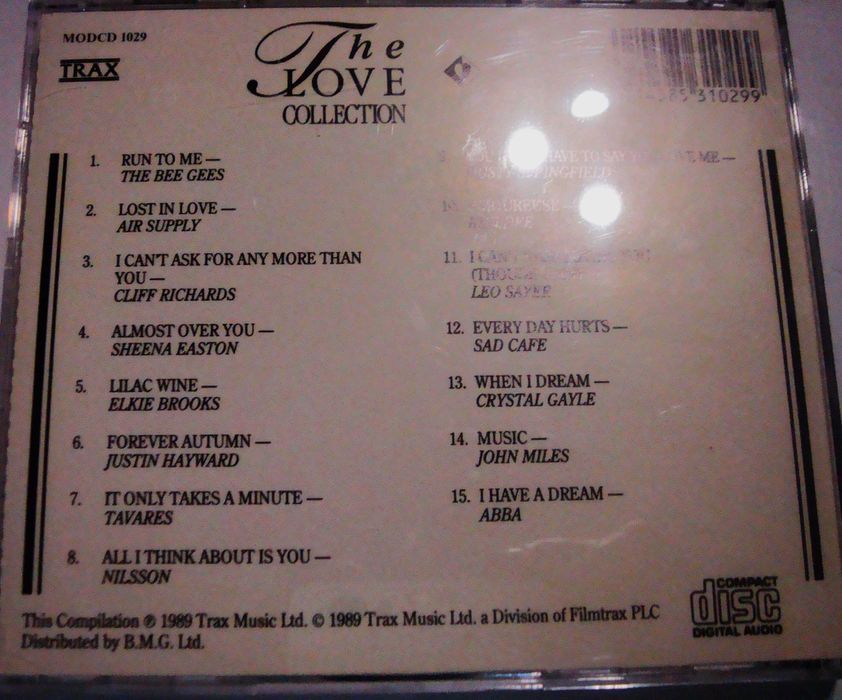 MODCD 1029
TRAX
The
LOVE
COLLECTION
310299
1. RUN TO ME —
THE BEE GEES
2. LOST IN LOVE —
AIR SUPPLY
3. I CAN'T ASK FOR ANY MORE THAN
YOU —
CLIFF RICHARDS
4. ALMOST OVER YOU —
SHEENA EASTON
5. LILAC WINE —
ELKIE BROOKS
6. FOREVER AUTUMN —
JUSTIN HAYWARD
7. IT ONLY TAKES A MINUTE —
TAVARES
8. ALL I THINK ABOUT IS YOU —
NILSSON
HAVE TO SAY ME —
10.
11. I
LEO SAYER
12. EVERY DAY HURTS —
SAD CAFE
13. WHEN I DREAM —
CRYSTAL GAYLE
14. MUSIC —
JOHN MILES
15. I HAVE A DREAM —
ABBA
This Compilation ℗ 1989 Trax Music Ltd. © 1989 Trax Music Ltd. a Division of Filmtrax PLC
Distributed by B.M.G. Ltd.
COMPACT
disc
DIGITAL AUDIO